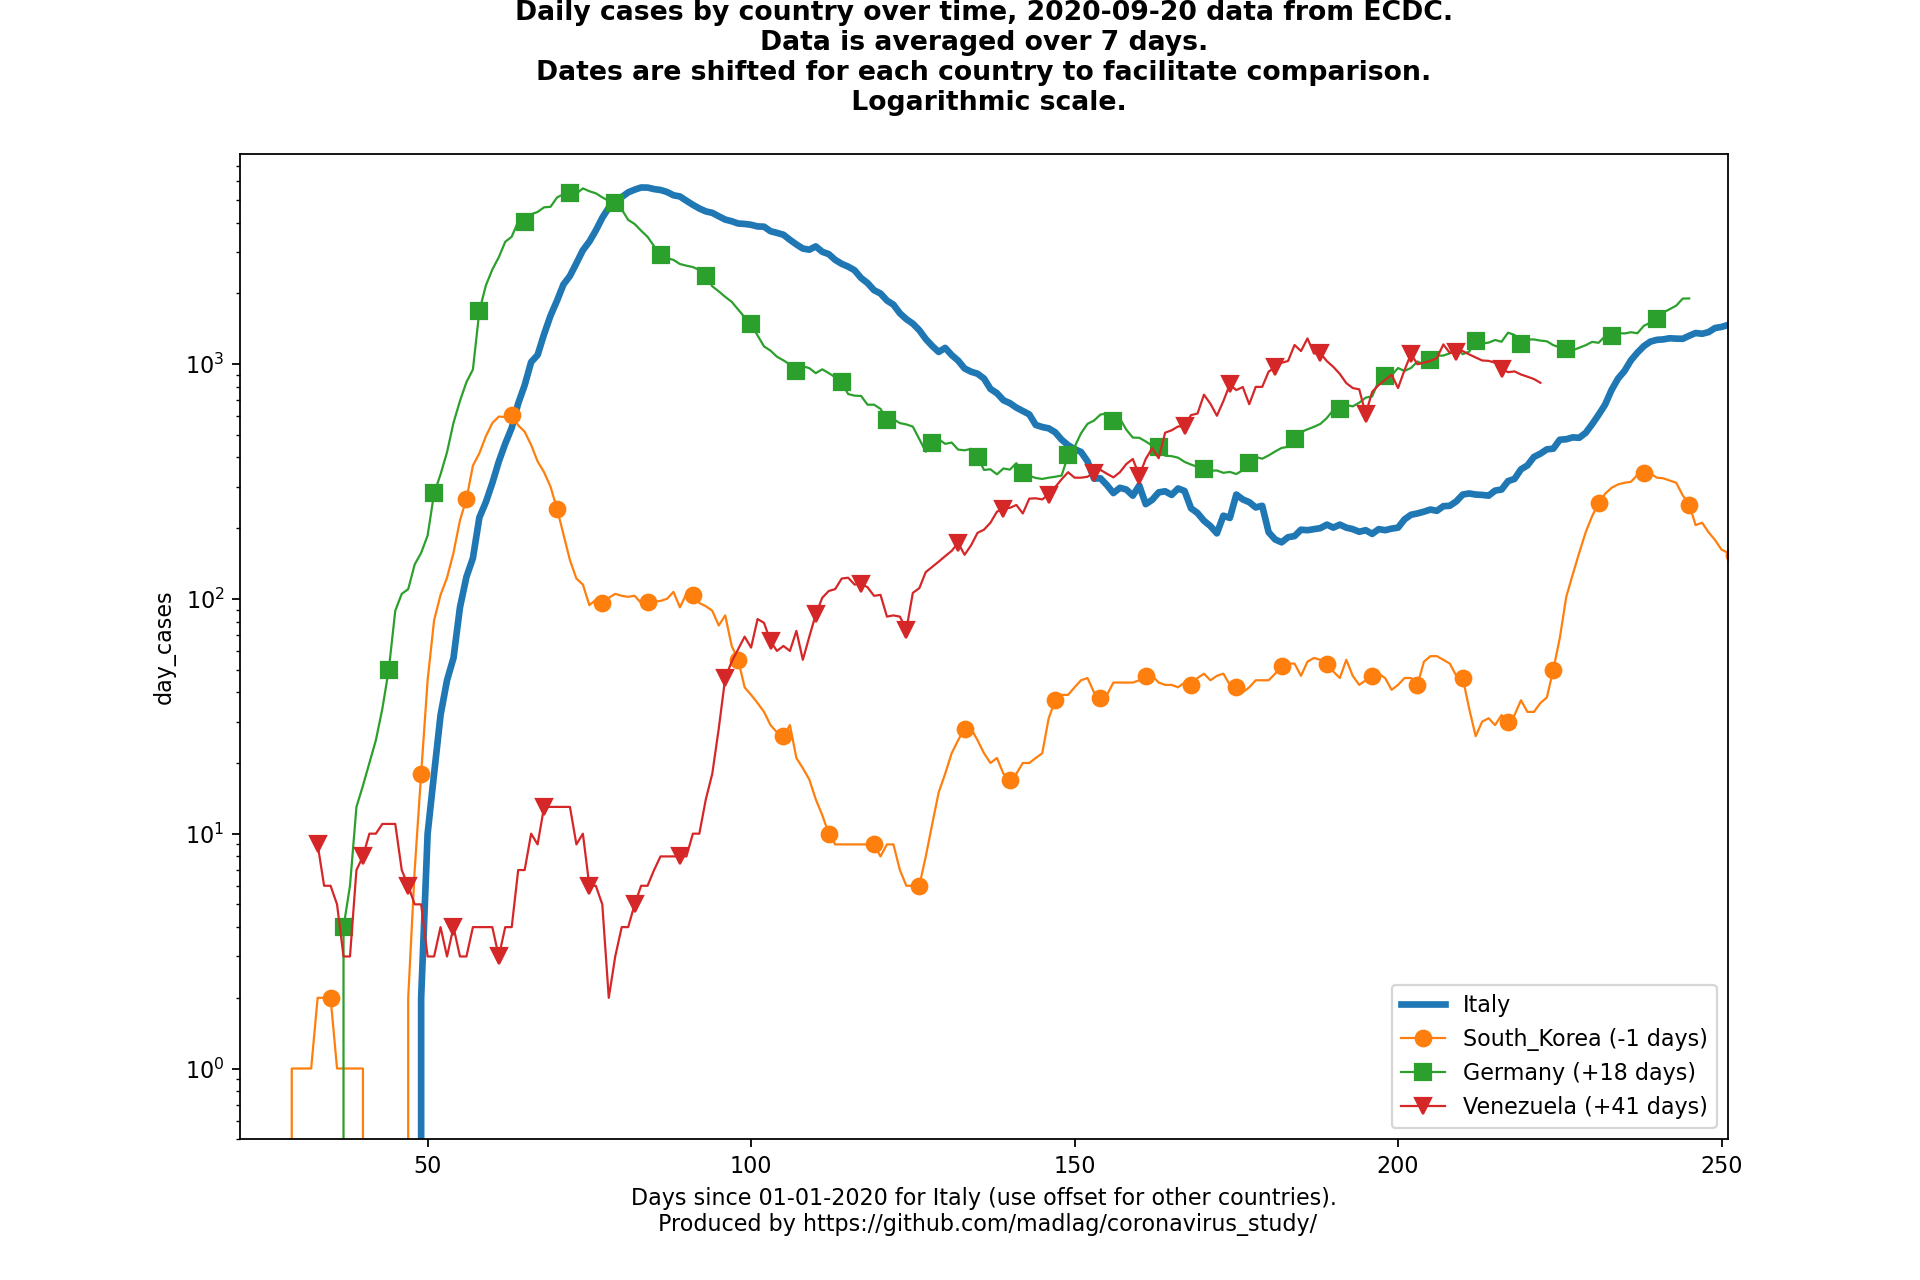 Daily cases by country over time, 2020-09-20 data from ECDC.
Data is averaged over 7 days.
Dates are shifted for each country to facilitate comparison.
Logarithmic scale.
10³
10²
10¹
10⁰
day_cases
Italy
South_Korea (-1 days)
Germany (+18 days)
Venezuela (+41 days)
50
100
150
200
250
Days since 01-01-2020 for Italy (use offset for other countries).
Produced by https://github.com/madlag/coronavirus_study/